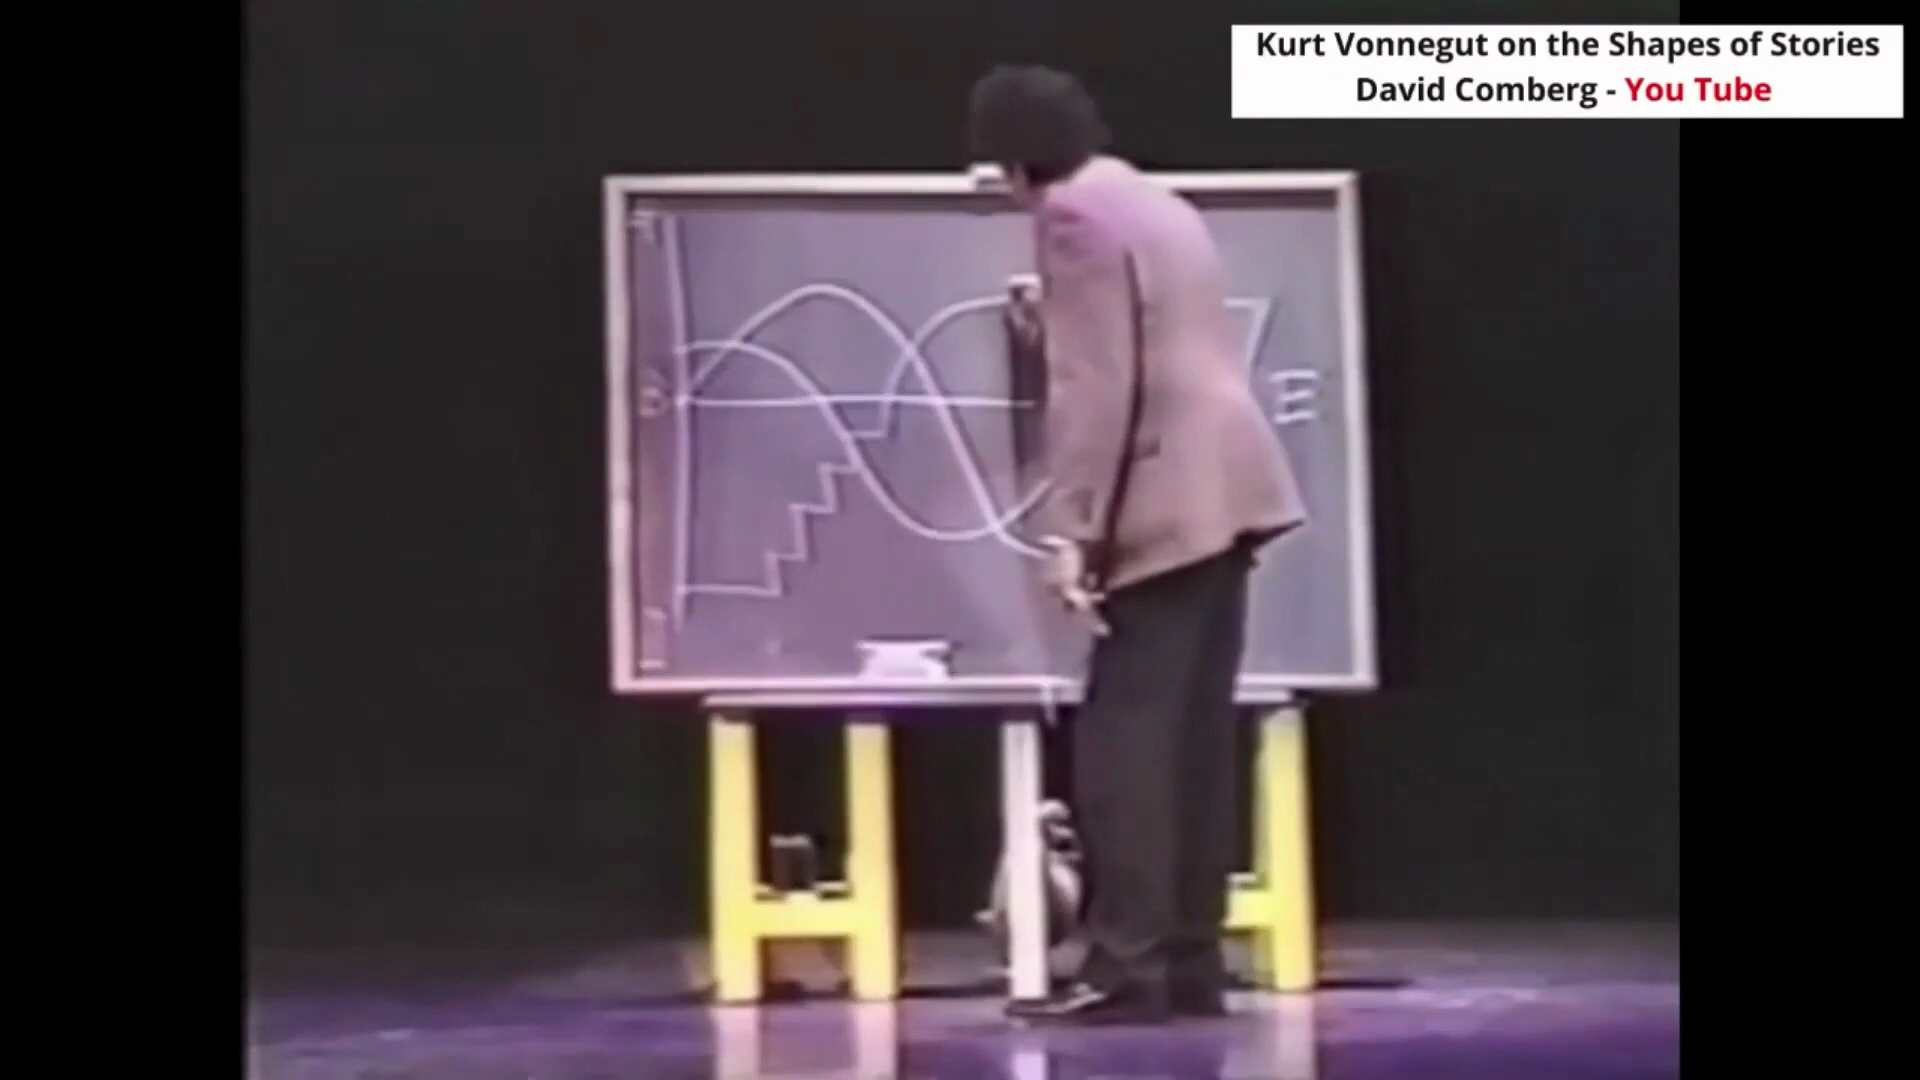 Kurt Vonnegut on the Shapes of Stories
David Comberg - You Tube
E